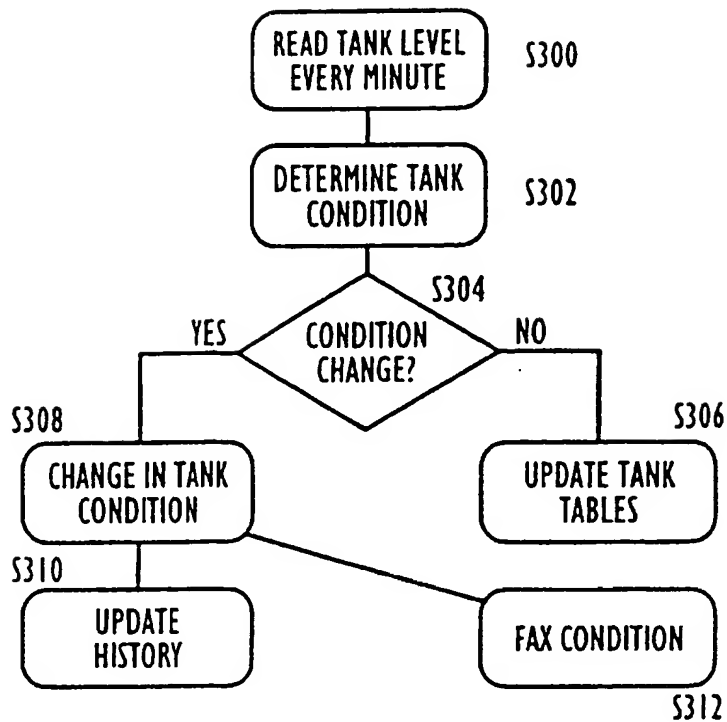 READ TANK LEVEL
EVERY MINUTE
S300
DETERMINE TANK
CONDITION
S302
S304
YES
CONDITION
CHANGE?
NO
S308
S306
CHANGE IN TANK
CONDITION
UPDATE TANK
TABLES
S310
UPDATE
HISTORY
FAX CONDITION
S312